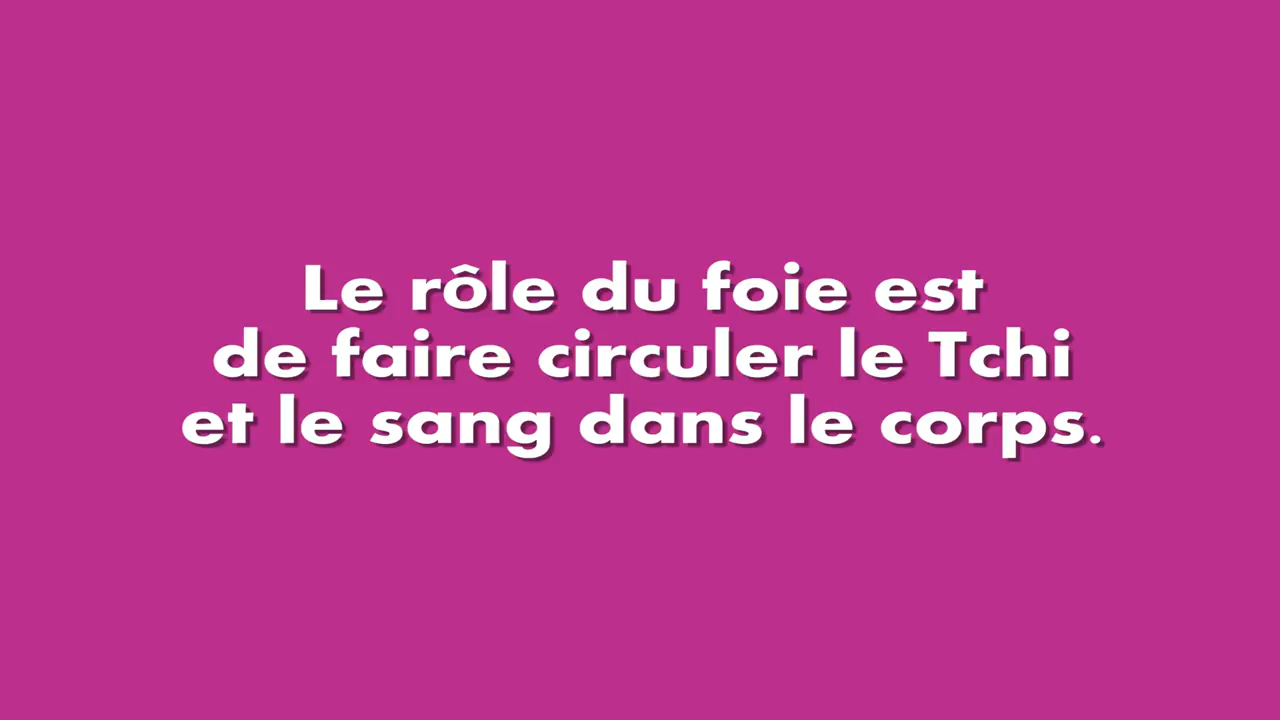 Le rôle du foie est
de faire circuler le Tchi
et le sang dans le corps.